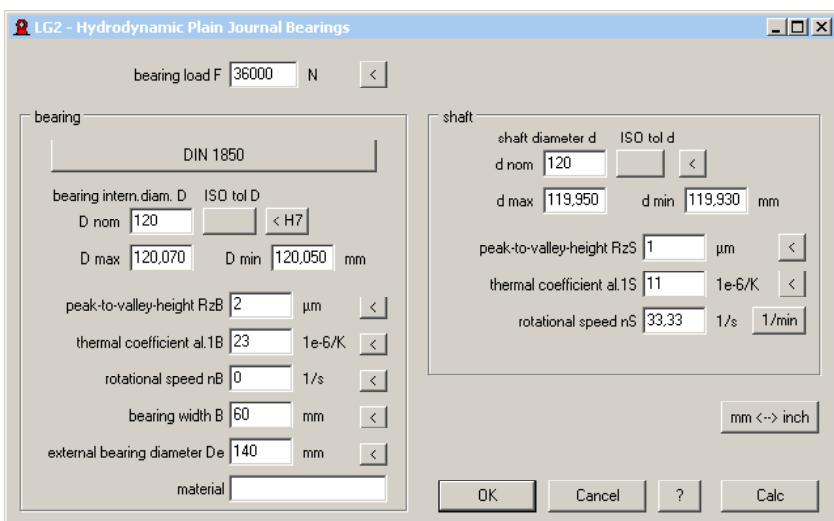 LG2 - Hydrodynamic Plain Journal Bearings
bearing load F 36000 N <
bearing
DIN 1850
bearing intern.diam. D ISO tol D
D nom 120 < H7
D max 120,070 D min 120,050 mm
peak-to-valley-height RzB 2 µm <
thermal coefficient al.1B 23 1e-6/K <
rotational speed nB 0 1/s <
bearing width B 60 mm <
external bearing diameter De 140 mm <
material
shaft
shaft diameter d ISO tol d
d nom 120 <
d max 119,950 d min 119,930 mm
peak-to-valley-height RzS 1 µm <
thermal coefficient al.1S 11 1e-6/K <
rotational speed nS 33,33 1/s 1/min
mm <--> inch
OK Cancel ? Calc